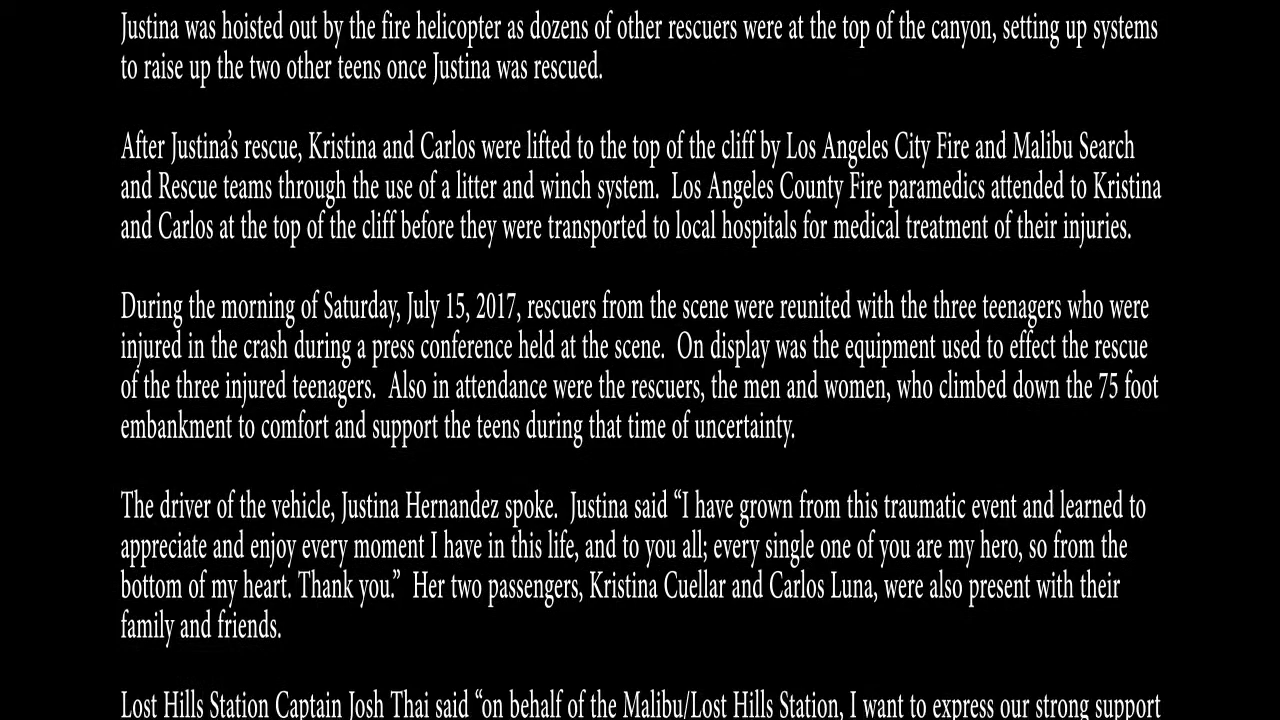 Justina was hoisted out by the fire helicopter as dozens of other rescuers were at the top of the canyon, setting up systems
to raise up the two other teens once Justina was rescued.
After Justina’s rescue, Kristina and Carlos were lifted to the top of the cliff by Los Angeles City Fire and Malibu Search
and Rescue teams through the use of a litter and winch system.  Los Angeles County Fire paramedics attended to Kristina
and Carlos at the top of the cliff before they were transported to local hospitals for medical treatment of their injuries.
During the morning of Saturday, July 15, 2017, rescuers from the scene were reunited with the three teenagers who were
injured in the crash during a press conference held at the scene.  On display was the equipment used to effect the rescue
of the three injured teenagers.  Also in attendance were the rescuers, the men and women, who climbed down the 75 foot
embankment to comfort and support the teens during that time of uncertainty.
The driver of the vehicle, Justina Hernandez spoke.  Justina said “I have grown from this traumatic event and learned to
appreciate and enjoy every moment I have in this life, and to you all; every single one of you are my hero, so from the
bottom of my heart. Thank you.”  Her two passengers, Kristina Cuellar and Carlos Luna, were also present with their
family and friends.
Lost Hills Station Captain Josh Thai said “on behalf of the Malibu/Lost Hills Station, I want to express our strong support